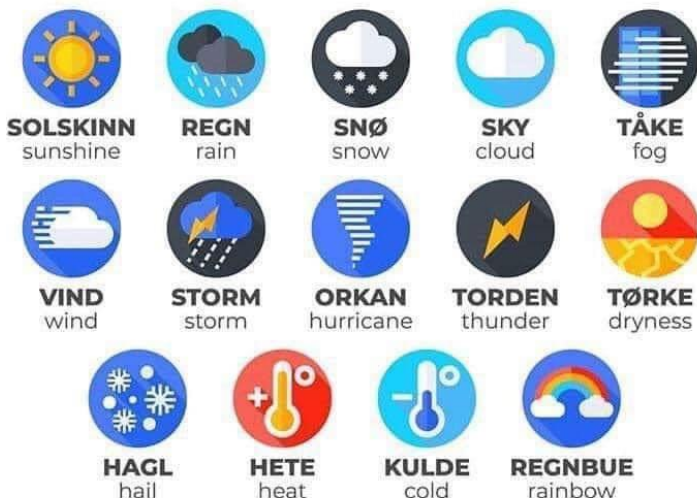 SOLSKINN REGN SNØ SKY TÅKE
sunshine rain snow cloud fog
VIND STORM ORKAN TORDEN TØRKE
wind storm hurricane thunder dryness
HAGL HETE KULDE REGNBUE
hail heat cold rainbow